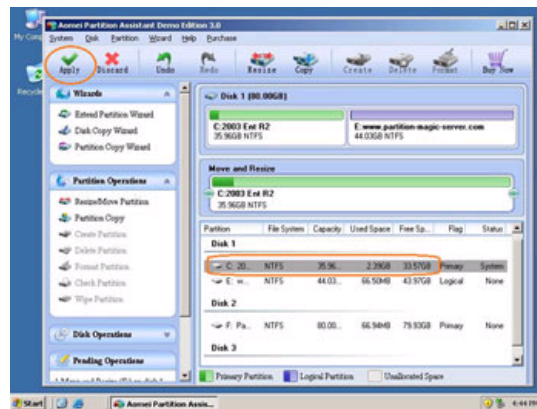 My Comp
Recycle
Aomei Partition Assistant Demo Edition 3.0
System Disk Partition Wizard Help Purchase
Apply Discard Undo Redo Resize Copy Create Delete Format Buy Now
Wizards
Extend Partition Wizard
Disk Copy Wizard
Partition Copy Wizard
Partition Operations
Resize/Move Partition
Partition Copy
Create Partition
Delete Partition
Format Partition
Check Partition
Wipe Partition
Disk Operations
Pending Operations
Disk 1 (80.00GB)
C:2003 Ent R2
35.96GB NTFS
E:www.partition-magic-server.com
44.03GB NTFS
Move and Resize
C:2003 Ent R2
35.96GB NTFS
Partition File System Capacity Used Space Free Sp... Flag Status
Disk 1
C: 20... NTFS 35.96... 2.39GB 33.57GB Primary System
E: w... NTFS 44.03... 66.50MB 43.97GB Logical None
Disk 2
F: Pa... NTFS 80.00... 66.94MB 79.93GB Primary None
Disk 3
Primary Partition Logical Partition Unallocated Space
Start Aomei Partition Assis... 4:44 PM